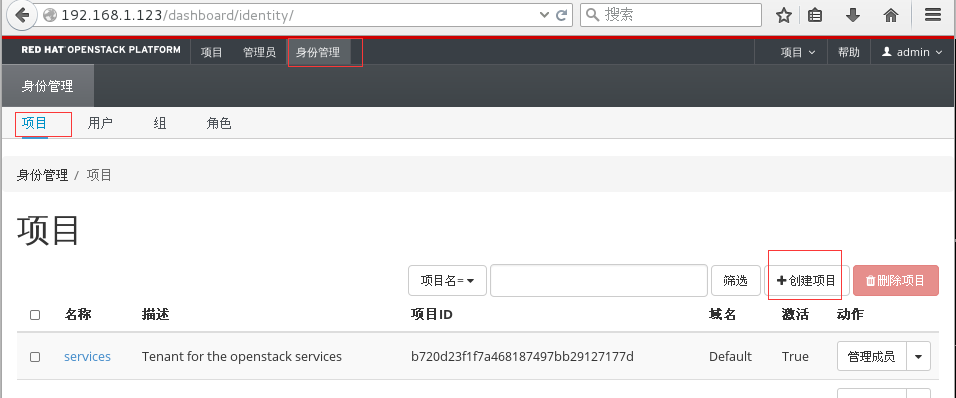 192.168.1.123/dashboard/identity/ 搜索
RED HAT OPENSTACK PLATFORM 项目 管理员 身份管理 项目 帮助 admin
身份管理
项目 用户 组 角色
身份管理 / 项目
项目
项目名= 筛选 +创建项目 删除项目
名称 描述 项目ID 域名 激活 动作
services Tenant for the openstack services b720d23f1f7a468187497bb29127177d Default True 管理成员